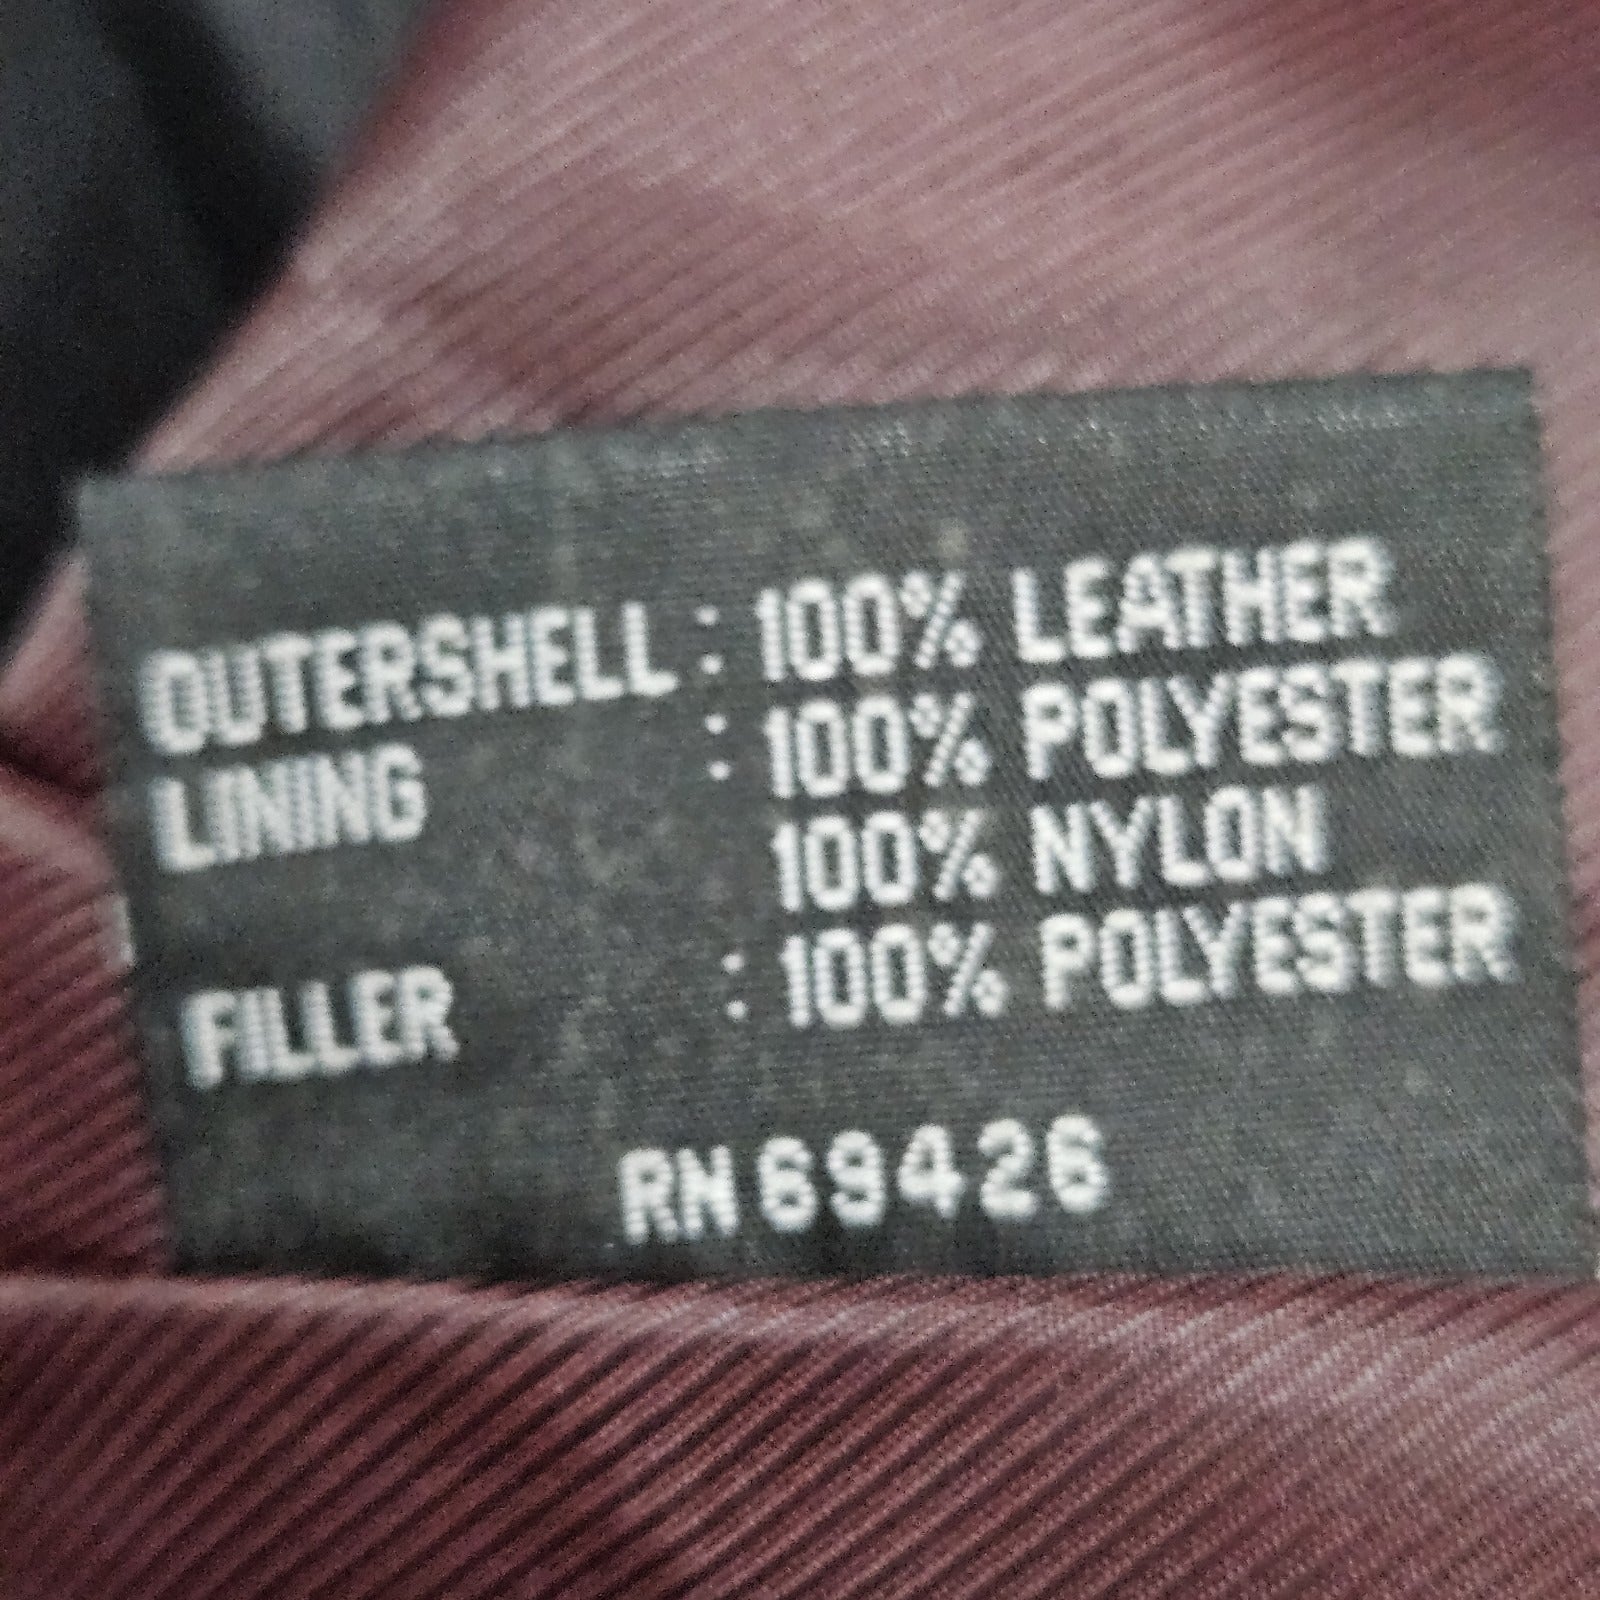 OUTERSHELL : 100% LEATHER
LINING : 100% POLYESTER
100% NYLON
FILLER : 100% POLYESTER
RN 69426